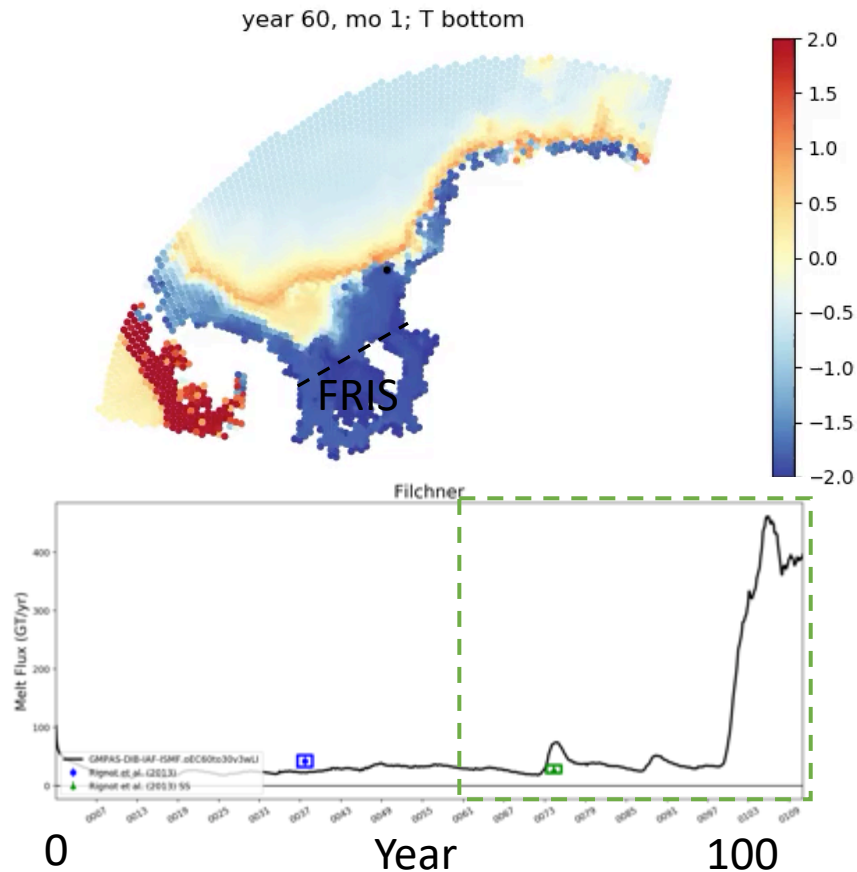 year 60, mo 1; T bottom
2.0
1.5
1.0
0.5
0.0
−0.5
−1.0
−1.5
−2.0
FRIS
Filchner
Melt Flux (GT/yr)
400
300
200
100
0
GMPAS-DIB-IAF-ISMF.oEC60to30v3wLI
Rignot et al. (2013)
Rignot et al. (2013) SS
0007 0013 0019 0025 0031 0037 0043 0049 0055 0061 0067 0073 0079 0085 0091 0097 0103 0109
0 Year 100